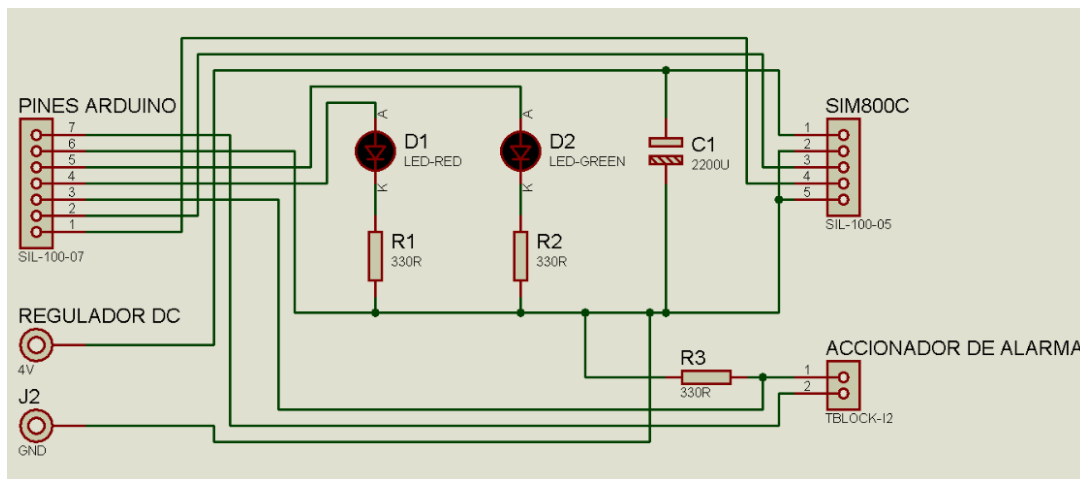 PINES ARDUINO
7
6
5
4
3
2
1
SIL-100-07
REGULADOR DC
4V
J2
GND
A
D1
LED-RED
K
R1
330R
A
D2
LED-GREEN
K
R2
330R
C1
2200U
SIM800C
1
2
3
4
5
SIL-100-05
R3
330R
ACCIONADOR DE ALARMA
1
2
TBLOCK-I2